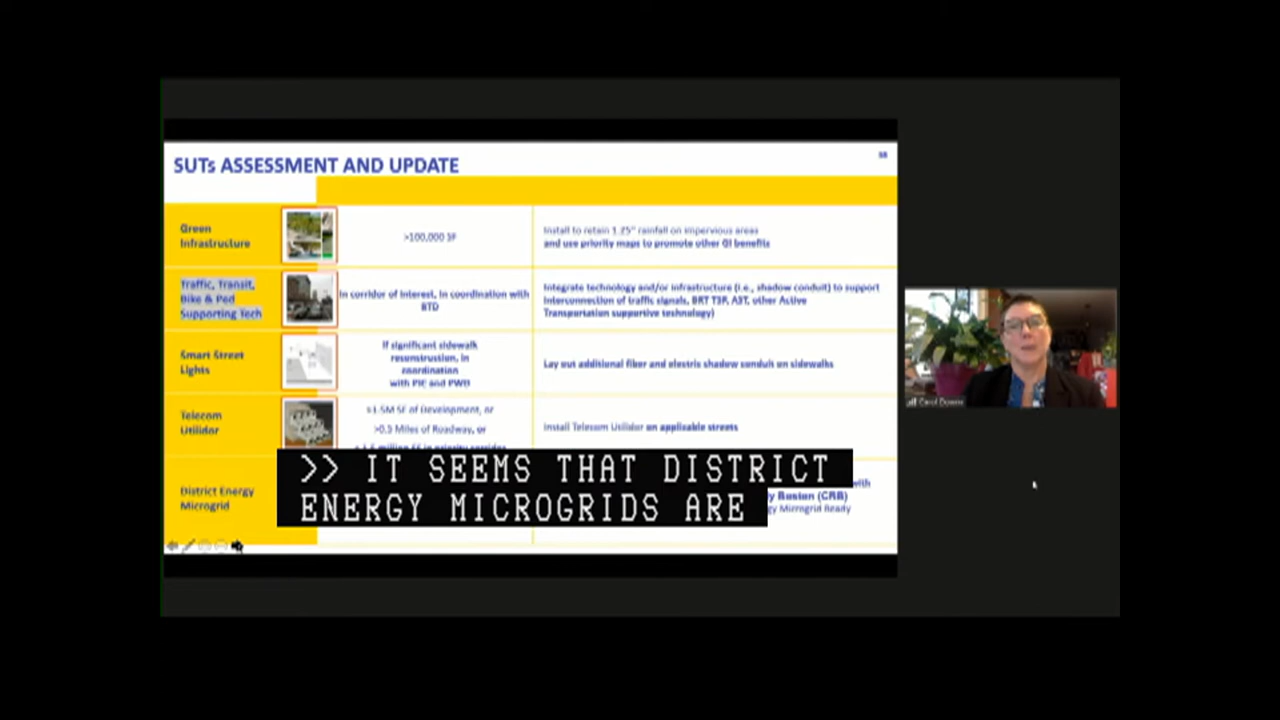 SUTs ASSESSMENT AND UPDATE
Green
Infrastructure
>100,000 SF
Install to retain 1.25" rainfall on impervious areas
and use priority maps to promote other GI benefits
Traffic, Transit,
Bike & Ped
Supporting Tech
In corridor of interest, in coordination with
BTD
Integrate technology and/or infrastructure (i.e., shadow conduit) to support
interconnection of traffic signals, BRT TSP, AST, other Active
Transportation supportive technology)
Smart Street
Lights
If significant sidewalk
reconstruction, in
coordination
with PIC and PWD
Lay out additional fiber and electric shadow conduit on sidewalks
Telecom
Utilidor
>1.5M SF of Development, or
>0.5 Miles of Roadway, or
Install Telecom Utilidor on applicable streets
District Energy
Microgrid
with
(CRB)
Microgrid Ready
>> IT SEEMS THAT DISTRICT
ENERGY MICROGRIDS ARE